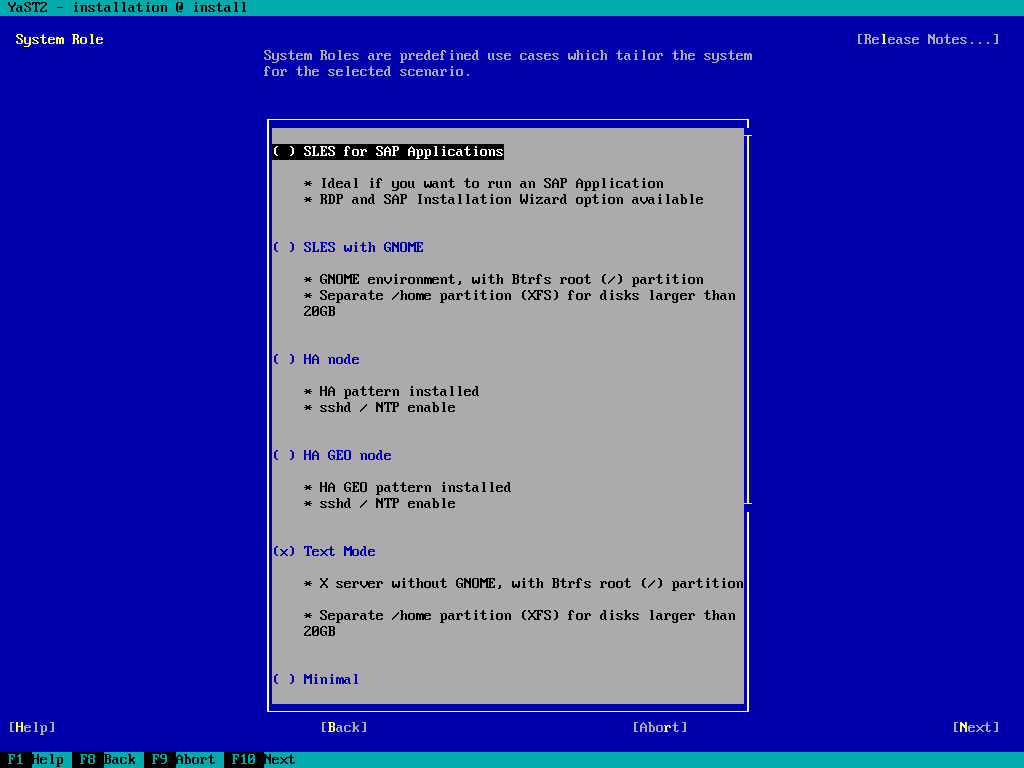 YaST2 - installation @ install
System Role
[Release Notes...]
System Roles are predefined use cases which tailor the system
for the selected scenario.
( ) SLES for SAP Applications
* Ideal if you want to run an SAP Application
* RDP and SAP Installation Wizard option available
( ) SLES with GNOME
* GNOME environment, with Btrfs root (/) partition
* Separate /home partition (XFS) for disks larger than
20GB
( ) HA node
* HA pattern installed
* sshd / NTP enable
( ) HA GEO node
* HA GEO pattern installed
* sshd / NTP enable
(x) Text Mode
* X server without GNOME, with Btrfs root (/) partition
* Separate /home partition (XFS) for disks larger than
20GB
( ) Minimal
[Help] [Back] [Abort] [Next]
F1 Help F8 Back F9 Abort F10 Next